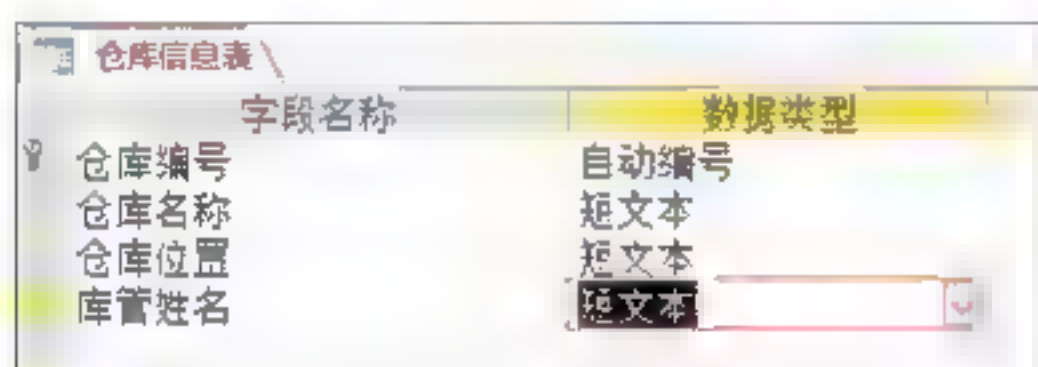 仓库信息表
字段名称 数据类型
仓库编号 自动编号
仓库名称 短文本
仓库位置 短文本
库管姓名 短文本